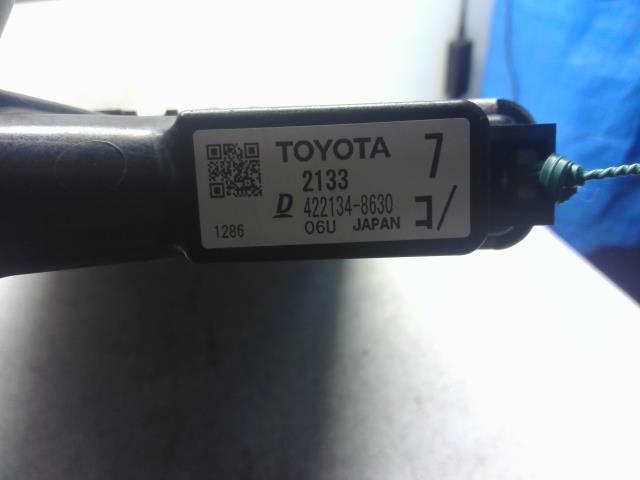 TOYOTA 7
2133
D 422134-8630
1286 06U JAPAN コ/